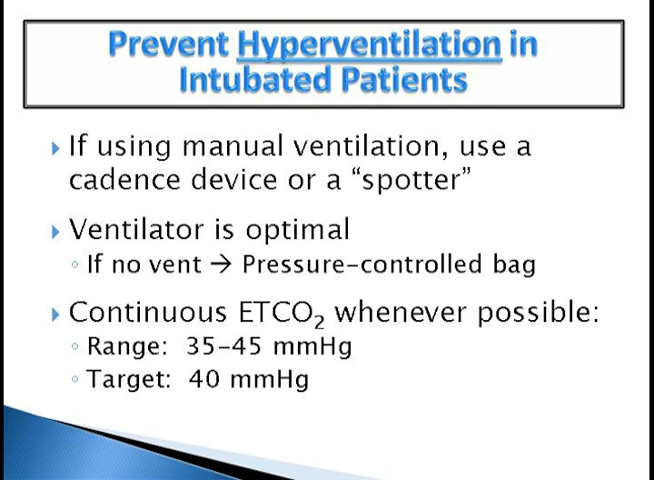 Prevent Hyperventilation in
Intubated Patients
If using manual ventilation, use a
cadence device or a “spotter”
Ventilator is optimal
If no vent → Pressure-controlled bag
Continuous ETCO₂ whenever possible:
Range: 35-45 mmHg
Target: 40 mmHg